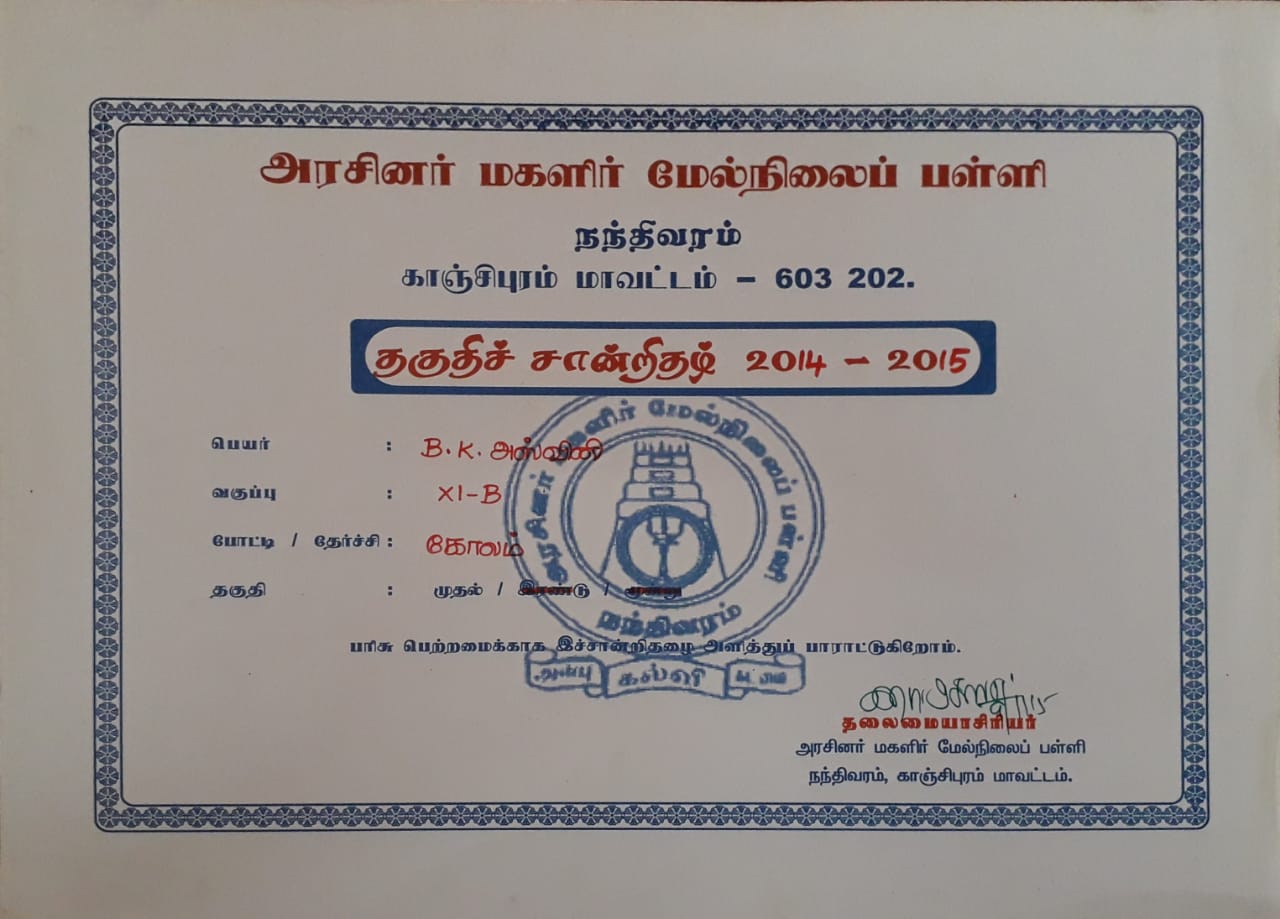 அரசினர் மகளிர் மேல்நிலைப் பள்ளி
நந்திவரம்
காஞ்சிபுரம் மாவட்டம் – 603 202.
தகுதிச் சான்றிதழ் 2014 – 2015
பெயர் : B.K. அஸ்வினி
வகுப்பு : XI-B
போட்டி / தேர்ச்சி : கோலம்
தகுதி : முதல் / இரண்டு / மூன்று
அரசினர் மகளிர் மேல்நிலைப் பள்ளி
நந்திவரம்
பரிசு பெற்றமைக்காக இச்சான்றிதழை அளித்துப் பாராட்டுகிறோம்.
அன்பு கல்வி
தலைமையாசிரியர்
அரசினர் மகளிர் மேல்நிலைப் பள்ளி
நந்திவரம், காஞ்சிபுரம் மாவட்டம்.